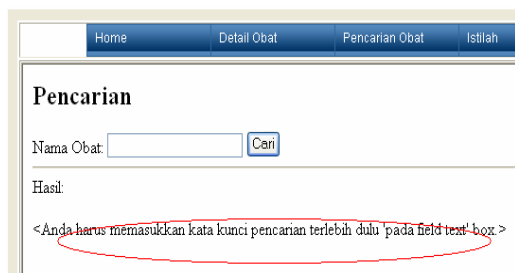 Home Detail Obat Pencarian Obat Istilah
Pencarian
Nama Obat: Cari
Hasil:
<Anda harus memasukkan kata kunci pencarian terlebih dulu 'pada field text' box.>